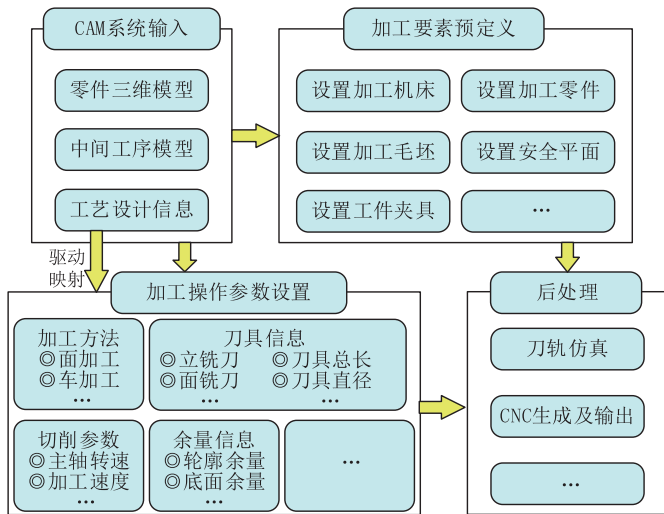 CAM系统输入
零件三维模型
中间工序模型
工艺设计信息
加工要素预定义
设置加工机床
设置加工零件
设置加工毛坯
设置安全平面
设置工件夹具
…
驱动
映射
加工操作参数设置
加工方法
◎面加工
◎车加工
…
刀具信息
◎立铣刀 ◎刀具总长
◎面铣刀 ◎刀具直径
… …
切削参数
◎主轴转速
◎加工速度
…
余量信息
◎轮廓余量
◎底面余量
…
…
后处理
刀轨仿真
CNC生成及输出
…